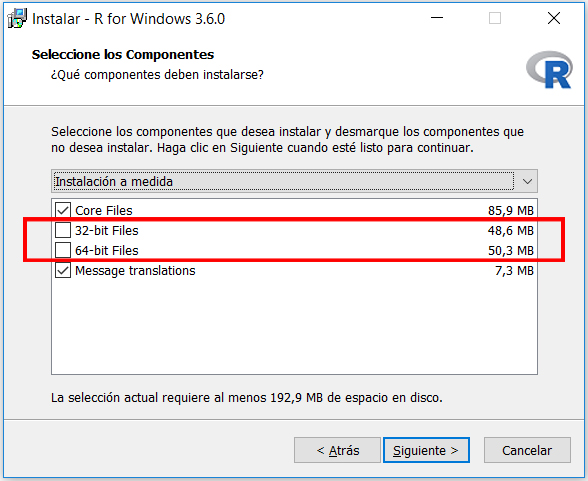 Instalar - R for Windows 3.6.0
Seleccione los Componentes
¿Qué componentes deben instalarse?
R
Seleccione los componentes que desea instalar y desmarque los componentes que
no desea instalar. Haga clic en Siguiente cuando esté listo para continuar.
Instalación a medida
Core Files 85,9 MB
32-bit Files 48,6 MB
64-bit Files 50,3 MB
Message translations 7,3 MB
La selección actual requiere al menos 192,9 MB de espacio en disco.
< Atrás Siguiente > Cancelar